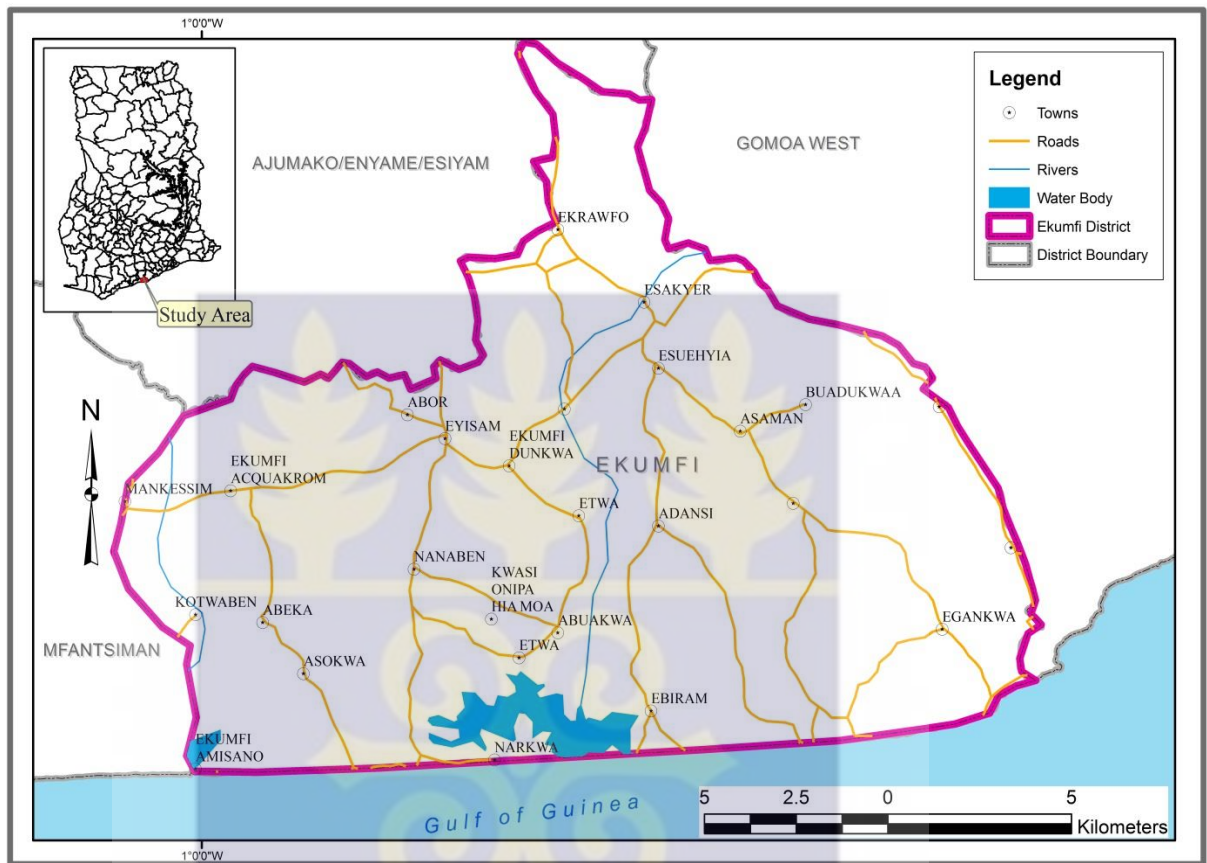 1°0'0"W
Legend
Towns
Roads
Rivers
Water Body
Ekumfi District
District Boundary
Study Area
AJUMAKO/ENYAME/ESIYAM
GOMOA WEST
EKRAWFO
ESAKYER
ESUEHYIA
BUADUKWAA
ABOR
ASAMAN
EYISAM
EKUMFI
DUNKWA
EKUMFI
N
EKUMFI
ACQUAKROM
MANKESSIM
ETWA
ADANSI
NANABEN
KWASI
ONIPA
HIA MOA
KOTWABEN
ABEKA
ABUAKWA
EGANKWA
MFANTSIMAN
ETWA
ASOKWA
EBIRAM
EKUMFI
AMISANO
NARKWA
Gulf of Guinea
5 2.5 0 5
Kilometers
1°0'0"W